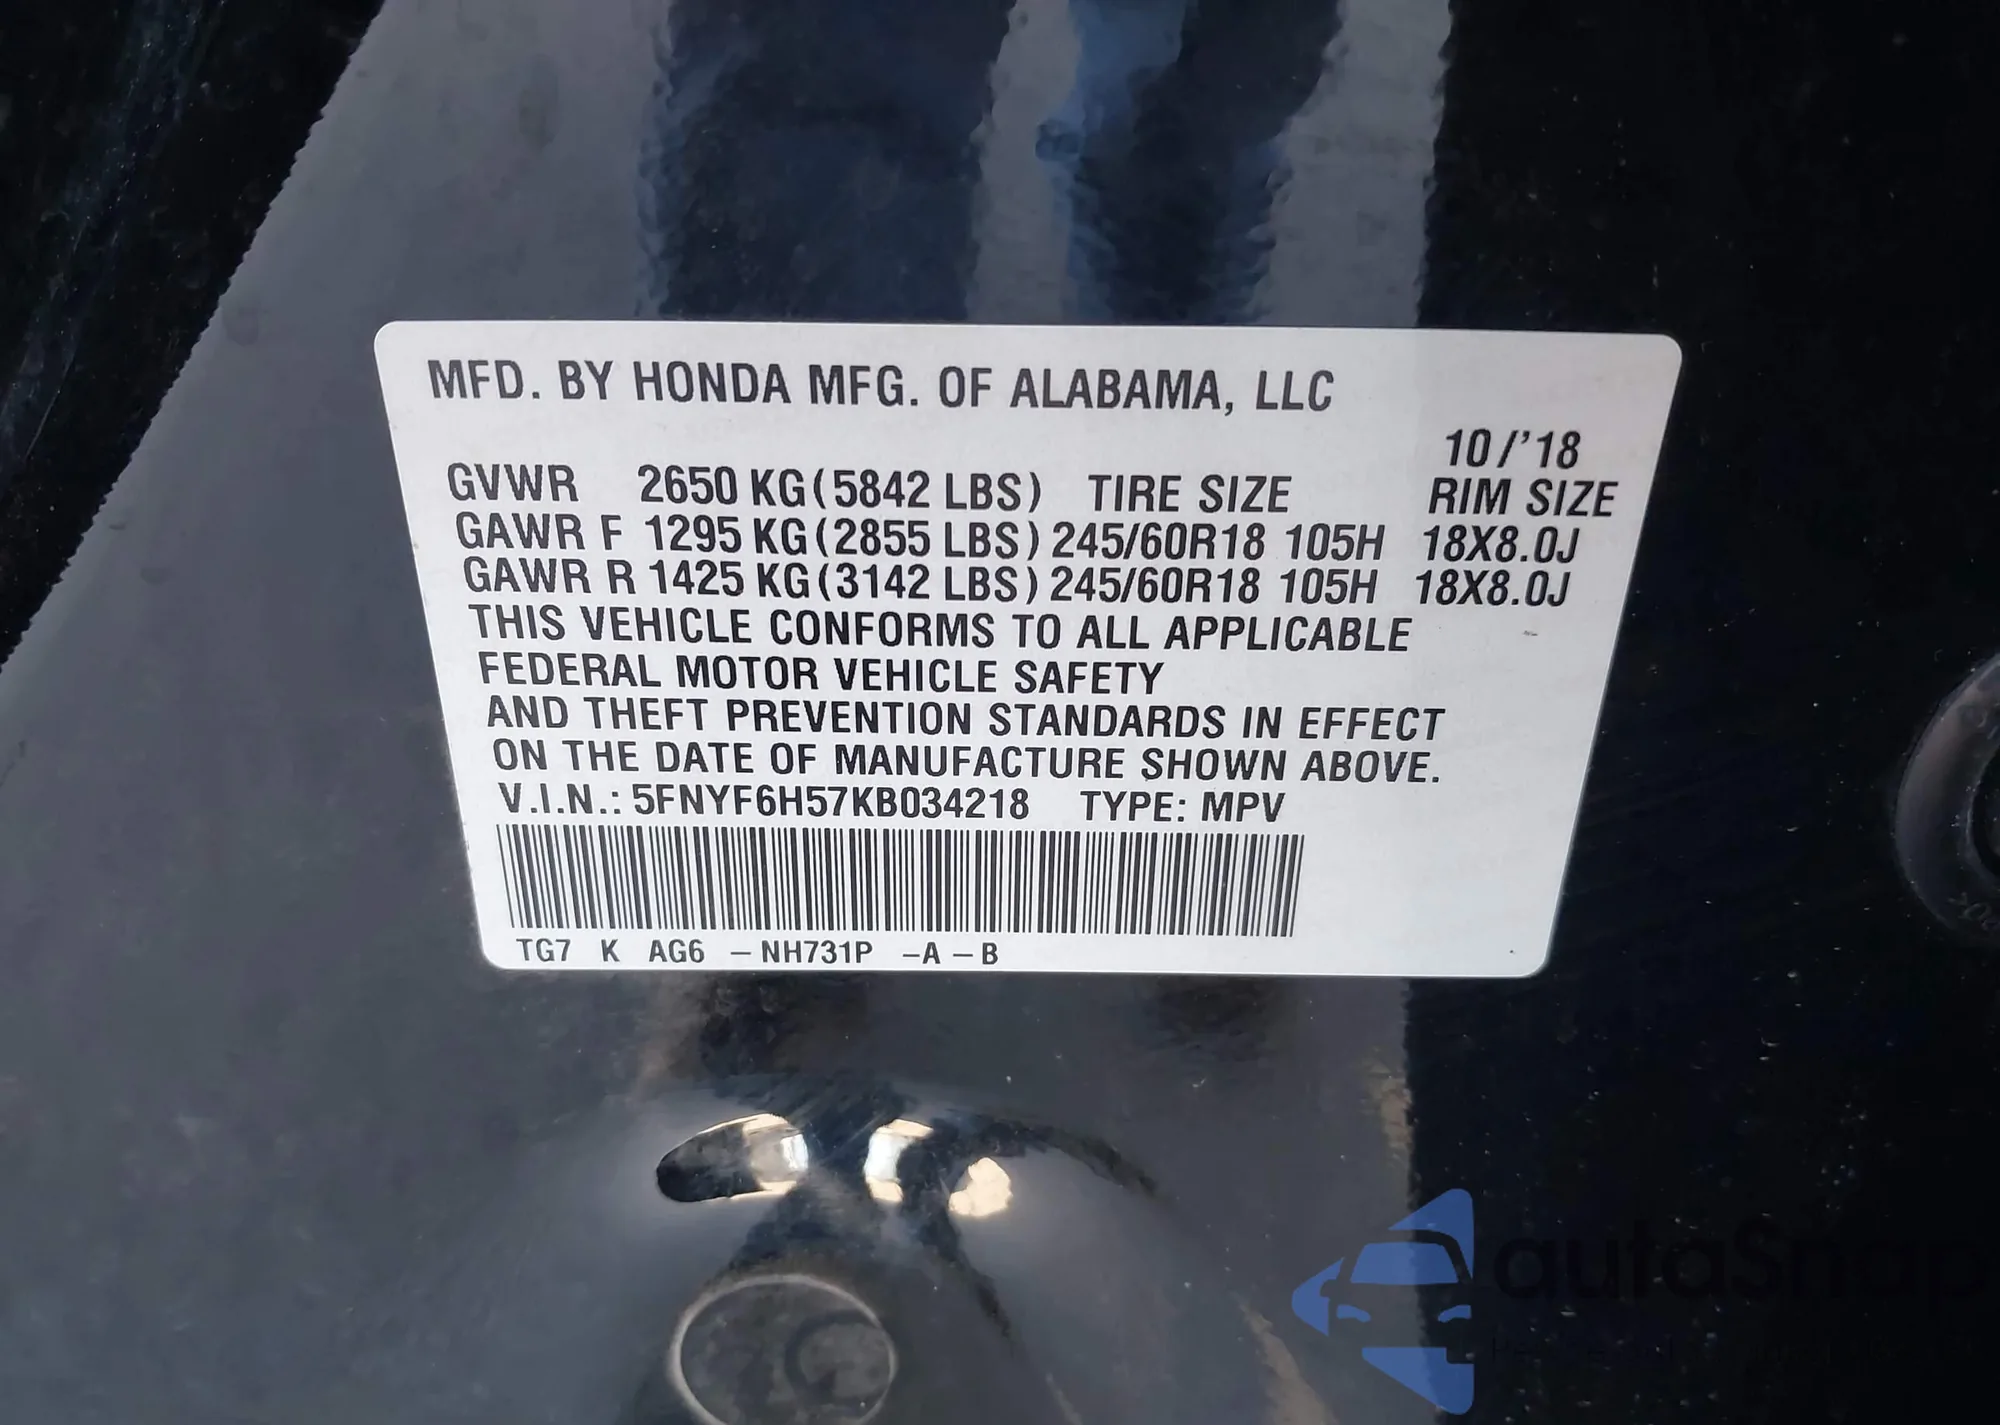 MFD. BY HONDA MFG. OF ALABAMA, LLC
10/'18
GVWR 2650 KG(5842 LBS) TIRE SIZE RIM SIZE
GAWR F 1295 KG(2855 LBS) 245/60R18 105H 18X8.0J
GAWR R 1425 KG(3142 LBS) 245/60R18 105H 18X8.0J
THIS VEHICLE CONFORMS TO ALL APPLICABLE
FEDERAL MOTOR VEHICLE SAFETY
AND THEFT PREVENTION STANDARDS IN EFFECT
ON THE DATE OF MANUFACTURE SHOWN ABOVE.
V.I.N.: 5FNYF6H57KB034218 TYPE: MPV
TG7 K AG6 – NH731P –A – B
autaSnap